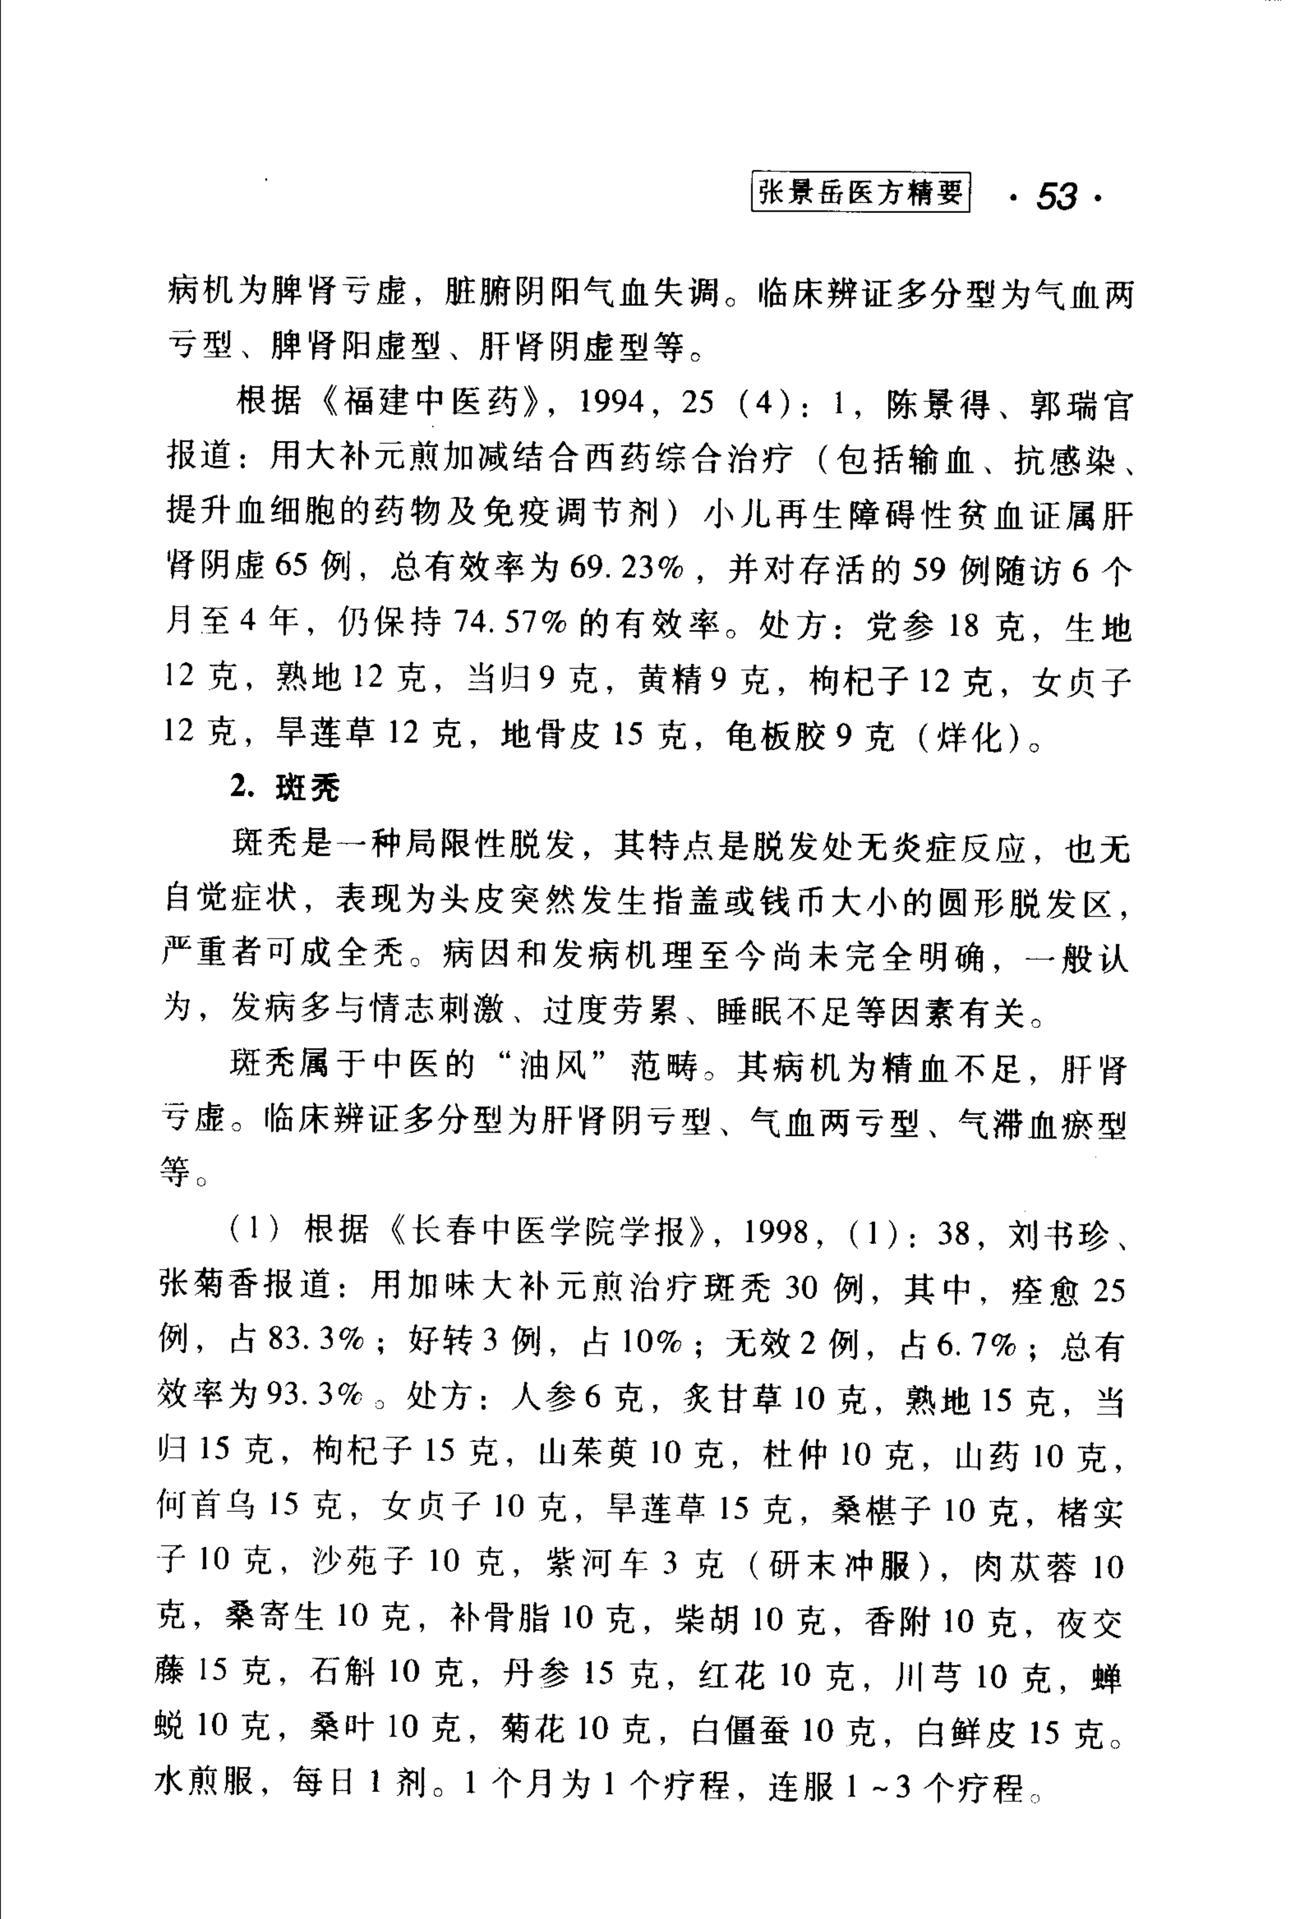 张景岳医方精要 · 53 ·
病机为脾肾亏虚，脏腑阴阳气血失调。临床辨证多分型为气血两
亏型、脾肾阳虚型、肝肾阴虚型等。
根据《福建中医药》，1994，25（4）：1，陈景得、郭瑞官
报道：用大补元煎加减结合西药综合治疗（包括输血、抗感染、
提升血细胞的药物及免疫调节剂）小儿再生障碍性贫血证属肝
肾阴虚65例，总有效率为69.23%，并对存活的59例随访6个
月至4年，仍保持74.57%的有效率。处方：党参18克，生地
12克，熟地12克，当归9克，黄精9克，枸杞子12克，女贞子
12克，旱莲草12克，地骨皮15克，龟板胶9克（烊化）。
2. 斑秃
斑秃是一种局限性脱发，其特点是脱发处无炎症反应，也无
自觉症状，表现为头皮突然发生指盖或钱币大小的圆形脱发区，
严重者可成全秃。病因和发病机理至今尚未完全明确，一般认
为，发病多与情志刺激、过度劳累、睡眠不足等因素有关。
斑秃属于中医的“油风”范畴。其病机为精血不足，肝肾
亏虚。临床辨证多分型为肝肾阴亏型、气血两亏型、气滞血瘀型
等。
（1）根据《长春中医学院学报》，1998，（1）：38，刘书珍、
张菊香报道：用加味大补元煎治疗斑秃30例，其中，痊愈25
例，占83.3%；好转3例，占10%；无效2例，占6.7%；总有
效率为93.3%。处方：人参6克，炙甘草10克，熟地15克，当
归15克，枸杞子15克，山茱萸10克，杜仲10克，山药10克，
何首乌15克，女贞子10克，旱莲草15克，桑椹子10克，楮实
子10克，沙苑子10克，紫河车3克（研末冲服），肉苁蓉10
克，桑寄生10克，补骨脂10克，柴胡10克，香附10克，夜交
藤15克，石斛10克，丹参15克，红花10克，川芎10克，蝉
蜕10克，桑叶10克，菊花10克，白僵蚕10克，白鲜皮15克。
水煎服，每日1剂。1个月为1个疗程，连服1~3个疗程。